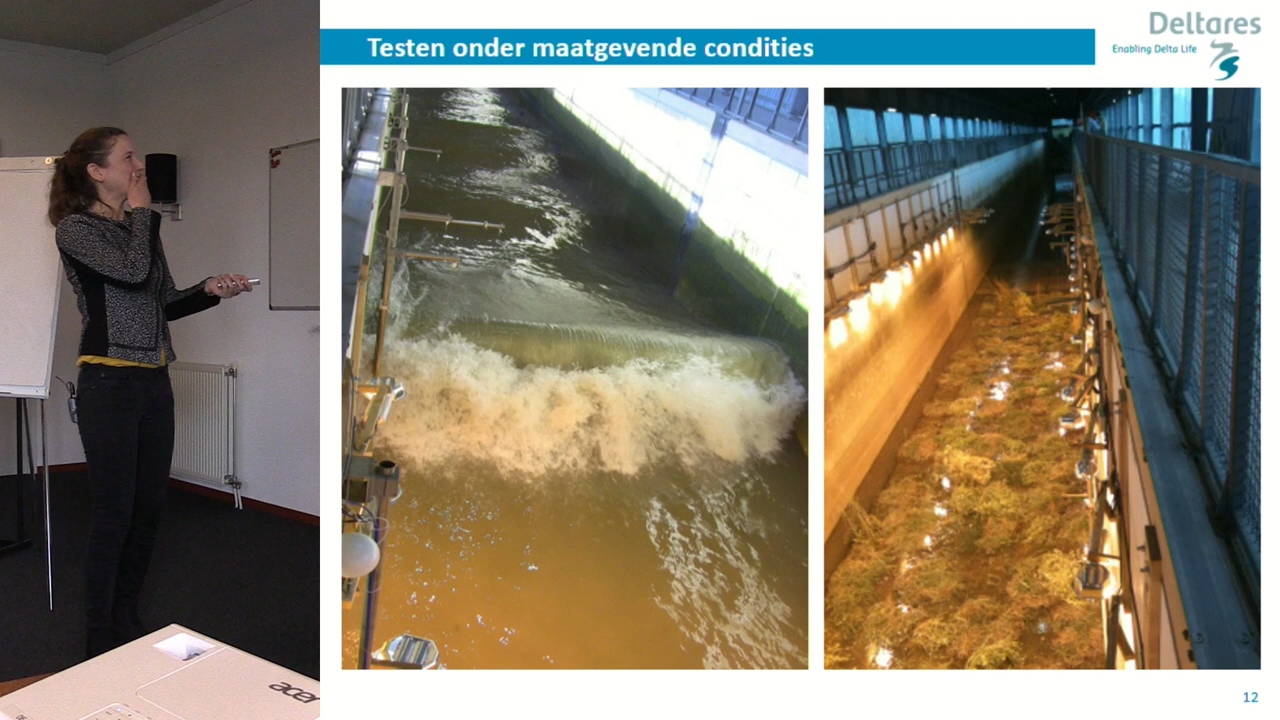 Testen onder maatgevende condities
Deltares
Enabling Delta Life
12
acer